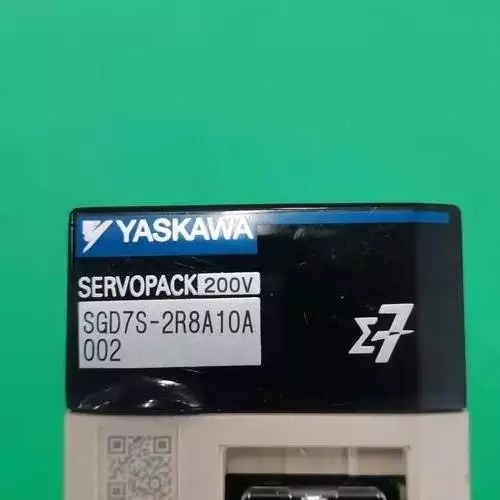 YASKAWA
SERVOPACK 200V
SGD7S-2R8A10A
002
Σ7